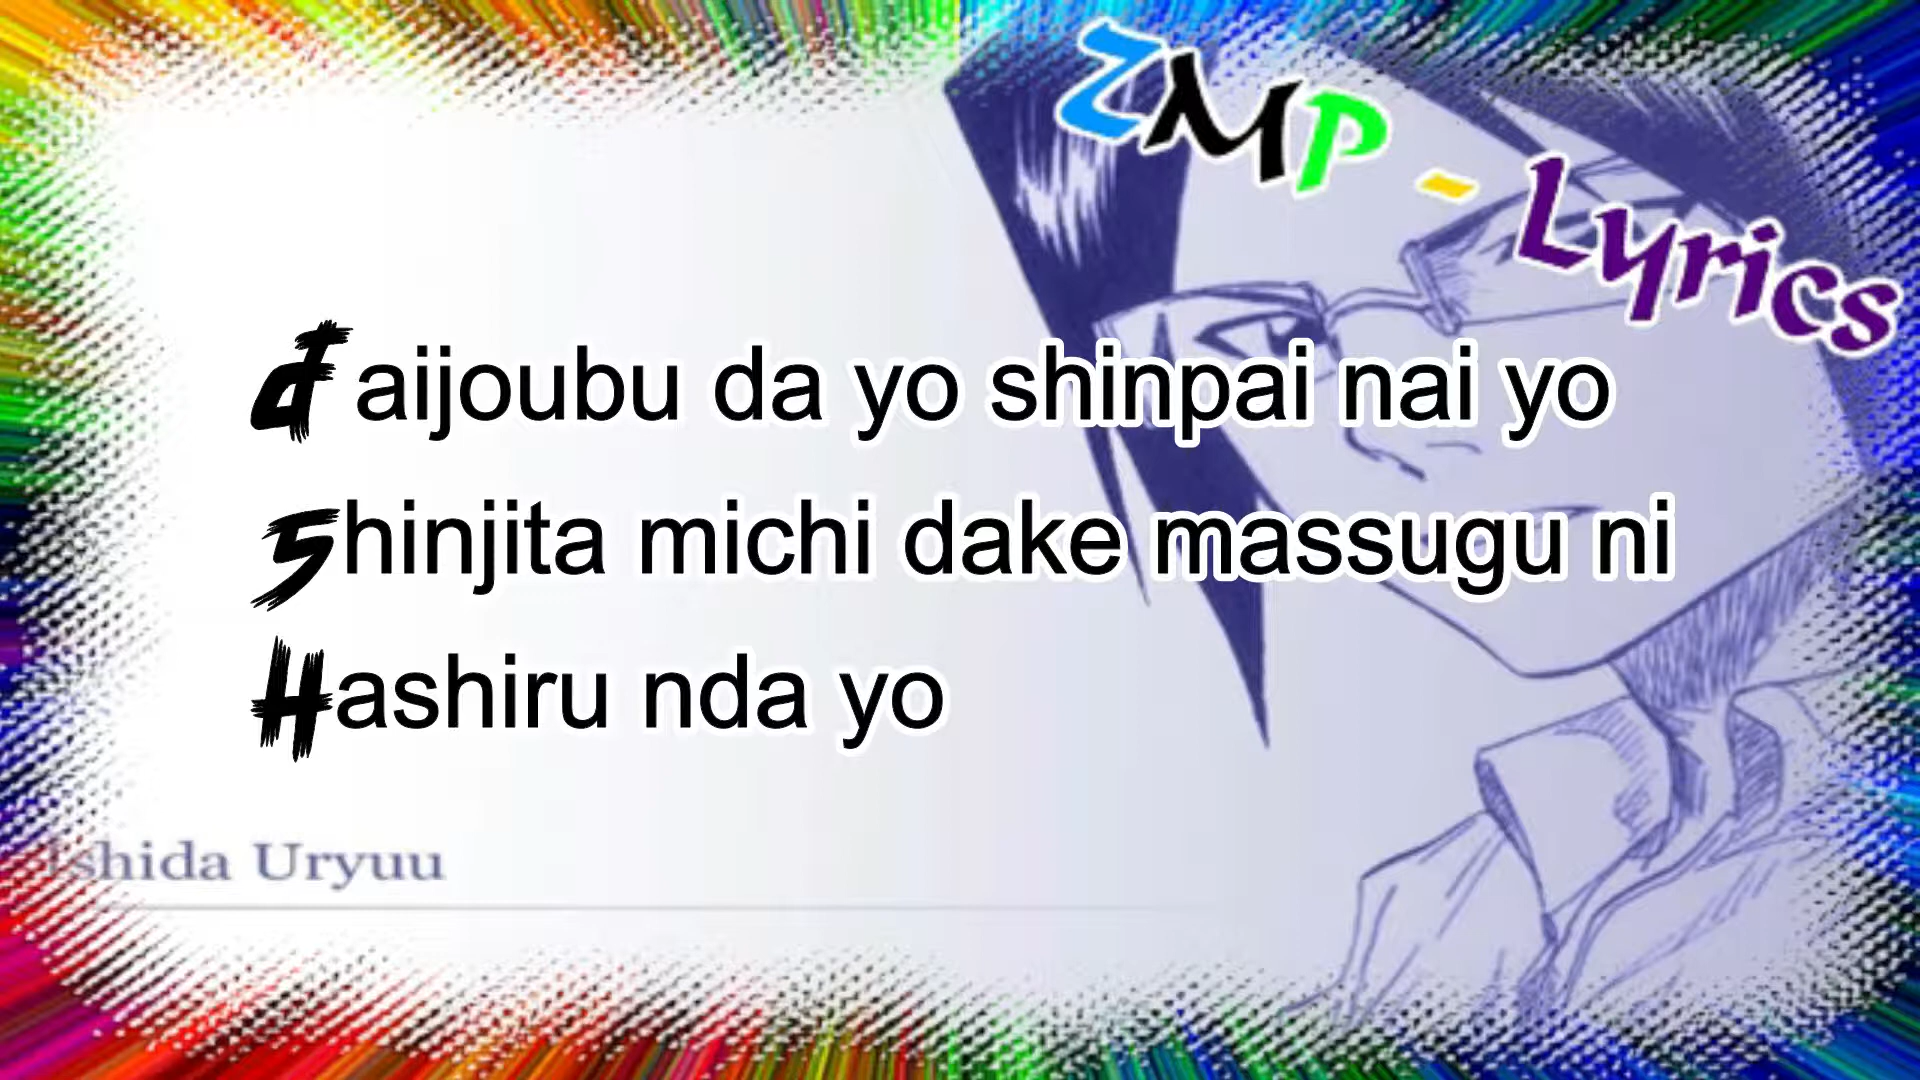 ZMP - Lyrics
daijoubu da yo shinpai nai yo
Shinjita michi dake massugu ni
Hashiru nda yo
Ishida Uryuu